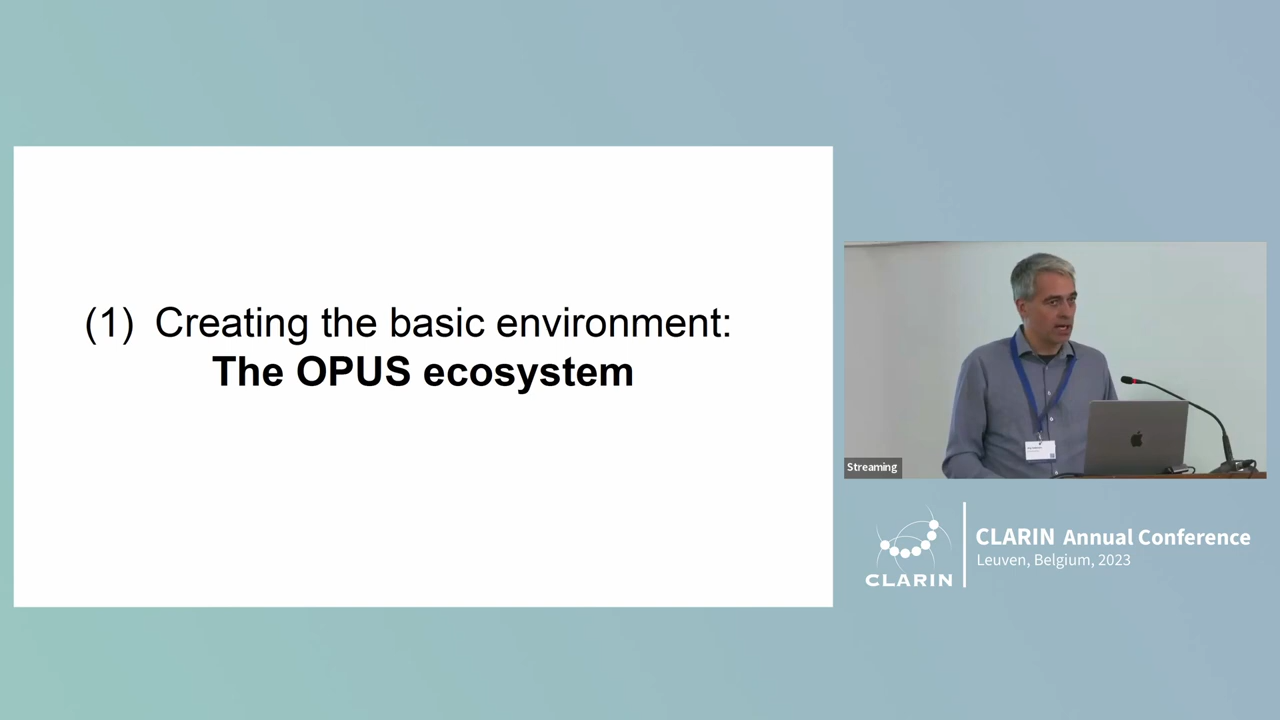 (1) Creating the basic environment:
The OPUS ecosystem
Streaming
CLARIN
CLARIN Annual Conference
Leuven, Belgium, 2023